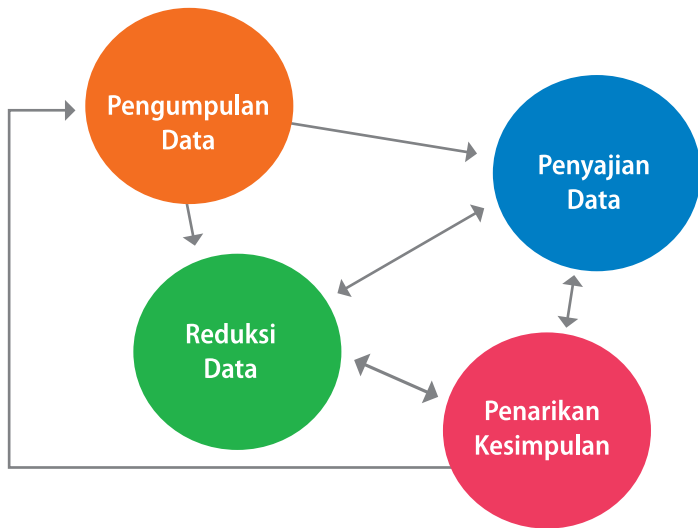 Pengumpulan
Data
Penyajian
Data
Reduksi
Data
Penarikan
Kesimpulan